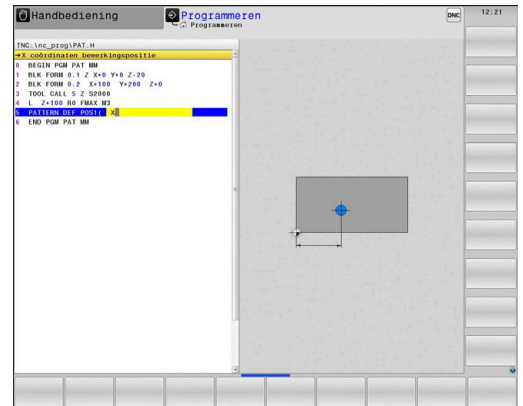 Handbediening
Programmeren
DNC
12:21
Programmeren
TNC:\nc_prog\PAT.H
→X coördinaten bewerkingspositie
0 BEGIN PGM PAT MM
1 BLK FORM 0.1 Z X+0 Y+0 Z-20
2 BLK FORM 0.2 X+100 Y+200 Z+0
3 TOOL CALL 5 Z S2000
4 L Z+100 R0 FMAX M3
5 PATTERN DEF POS1( X
6 END PGM PAT MM